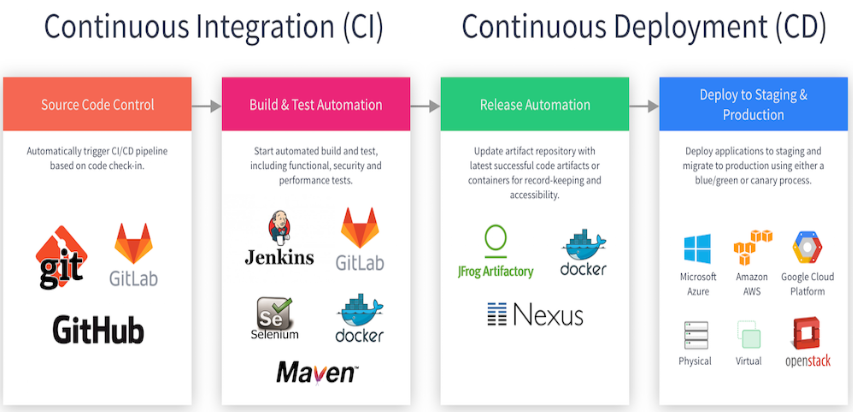 Continuous Integration (CI)
Continuous Deployment (CD)
Source Code Control
Automatically trigger CI/CD pipeline
based on code check-in.
git
GitLab
GitHub
Build & Test Automation
Start automated build and test,
including functional, security and
performance tests.
Jenkins
GitLab
Se
Selenium
docker
Maven™
Release Automation
Update artifact repository with
latest successful code artifacts or
containers for record-keeping and
accessibility.
JFrog Artifactory
docker
Nexus
Deploy to Staging &
Production
Deploy applications to staging and
migrate to production using either a
blue/green or canary process.
Microsoft
Azure
Amazon
AWS
Google Cloud
Platform
Physical
Virtual
openstack